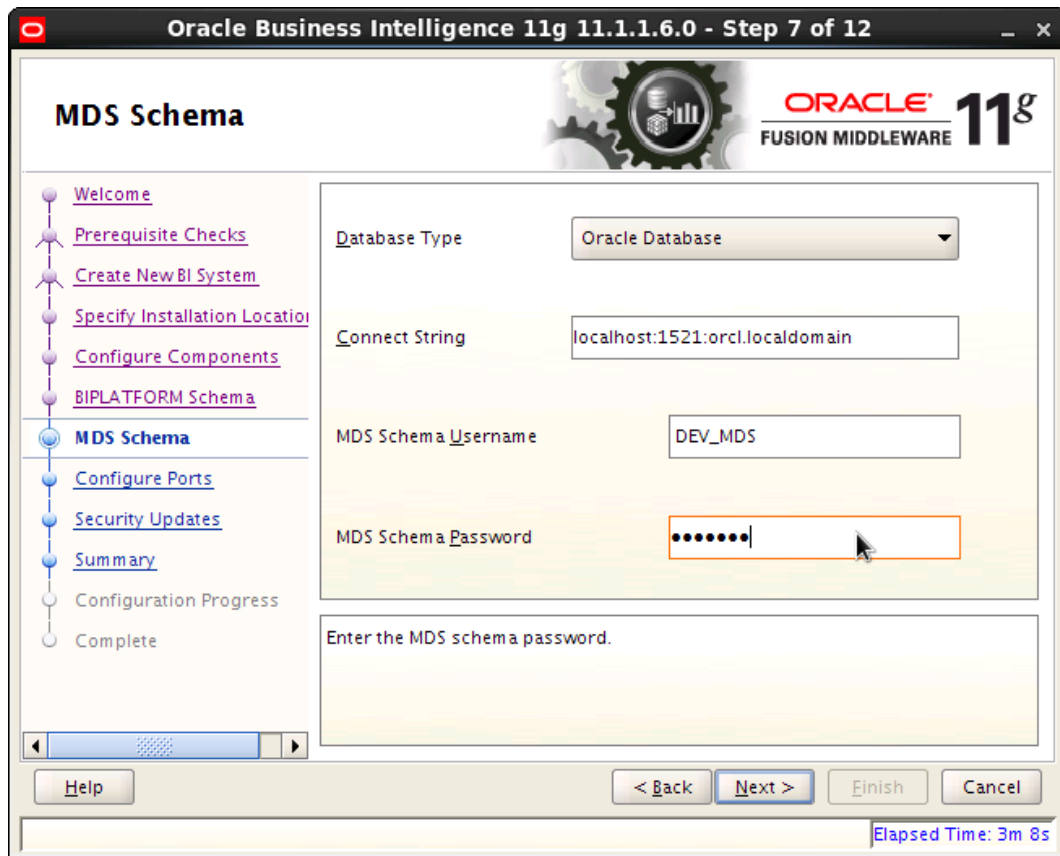 Oracle Business Intelligence 11g 11.1.1.6.0 - Step 7 of 12
MDS Schema
ORACLE
FUSION MIDDLEWARE
11g
Welcome
Prerequisite Checks
Create New BI System
Specify Installation Location
Configure Components
BIPLATFORM Schema
MDS Schema
Configure Ports
Security Updates
Summary
Configuration Progress
Complete
Database Type
Oracle Database
Connect String
localhost:1521:orcl.localdomain
MDS Schema Username
DEV_MDS
MDS Schema Password
•••••••
Enter the MDS schema password.
Help
< Back
Next >
Finish
Cancel
Elapsed Time: 3m 8s